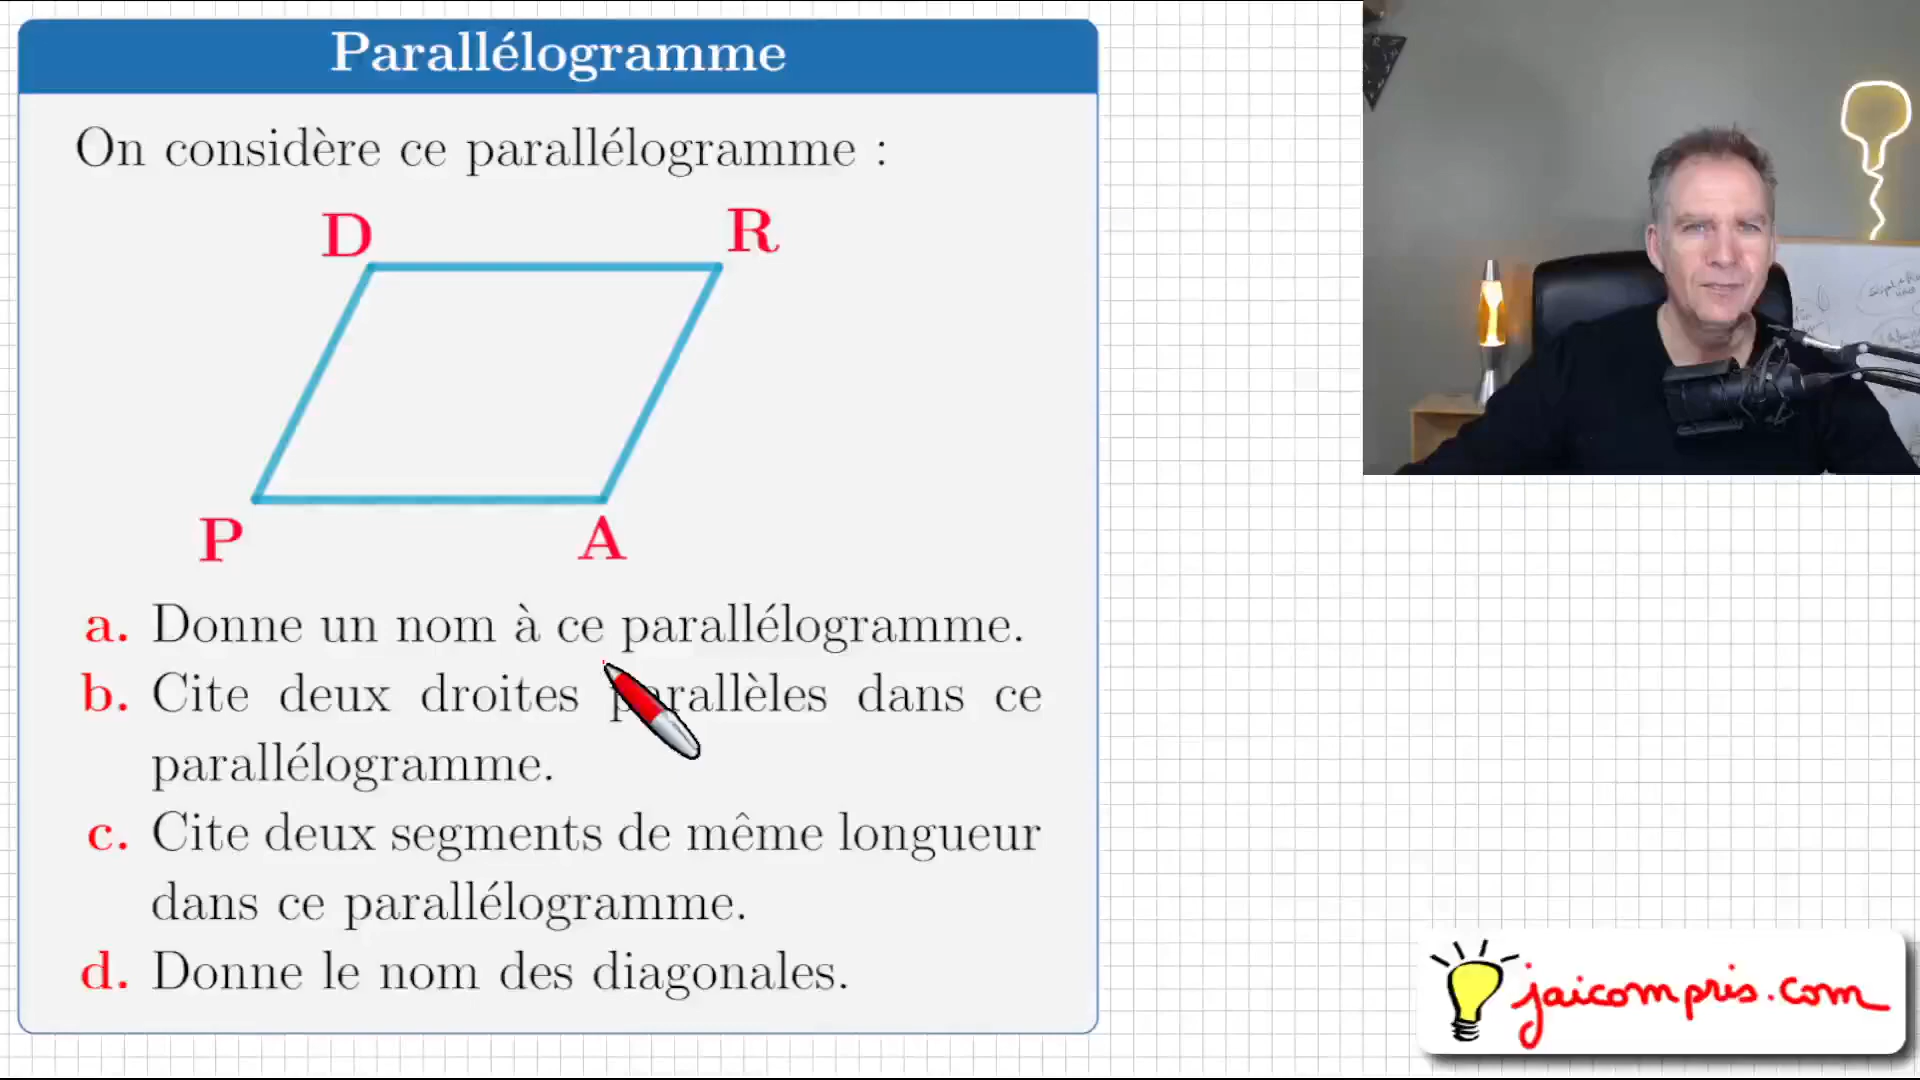 Parallélogramme
On considère ce parallélogramme :
D
R
P
A
a. Donne un nom à ce parallélogramme.
b. Cite deux droites parallèles dans ce
parallélogramme.
c. Cite deux segments de même longueur
dans ce parallélogramme.
d. Donne le nom des diagonales.
jaicompris.com